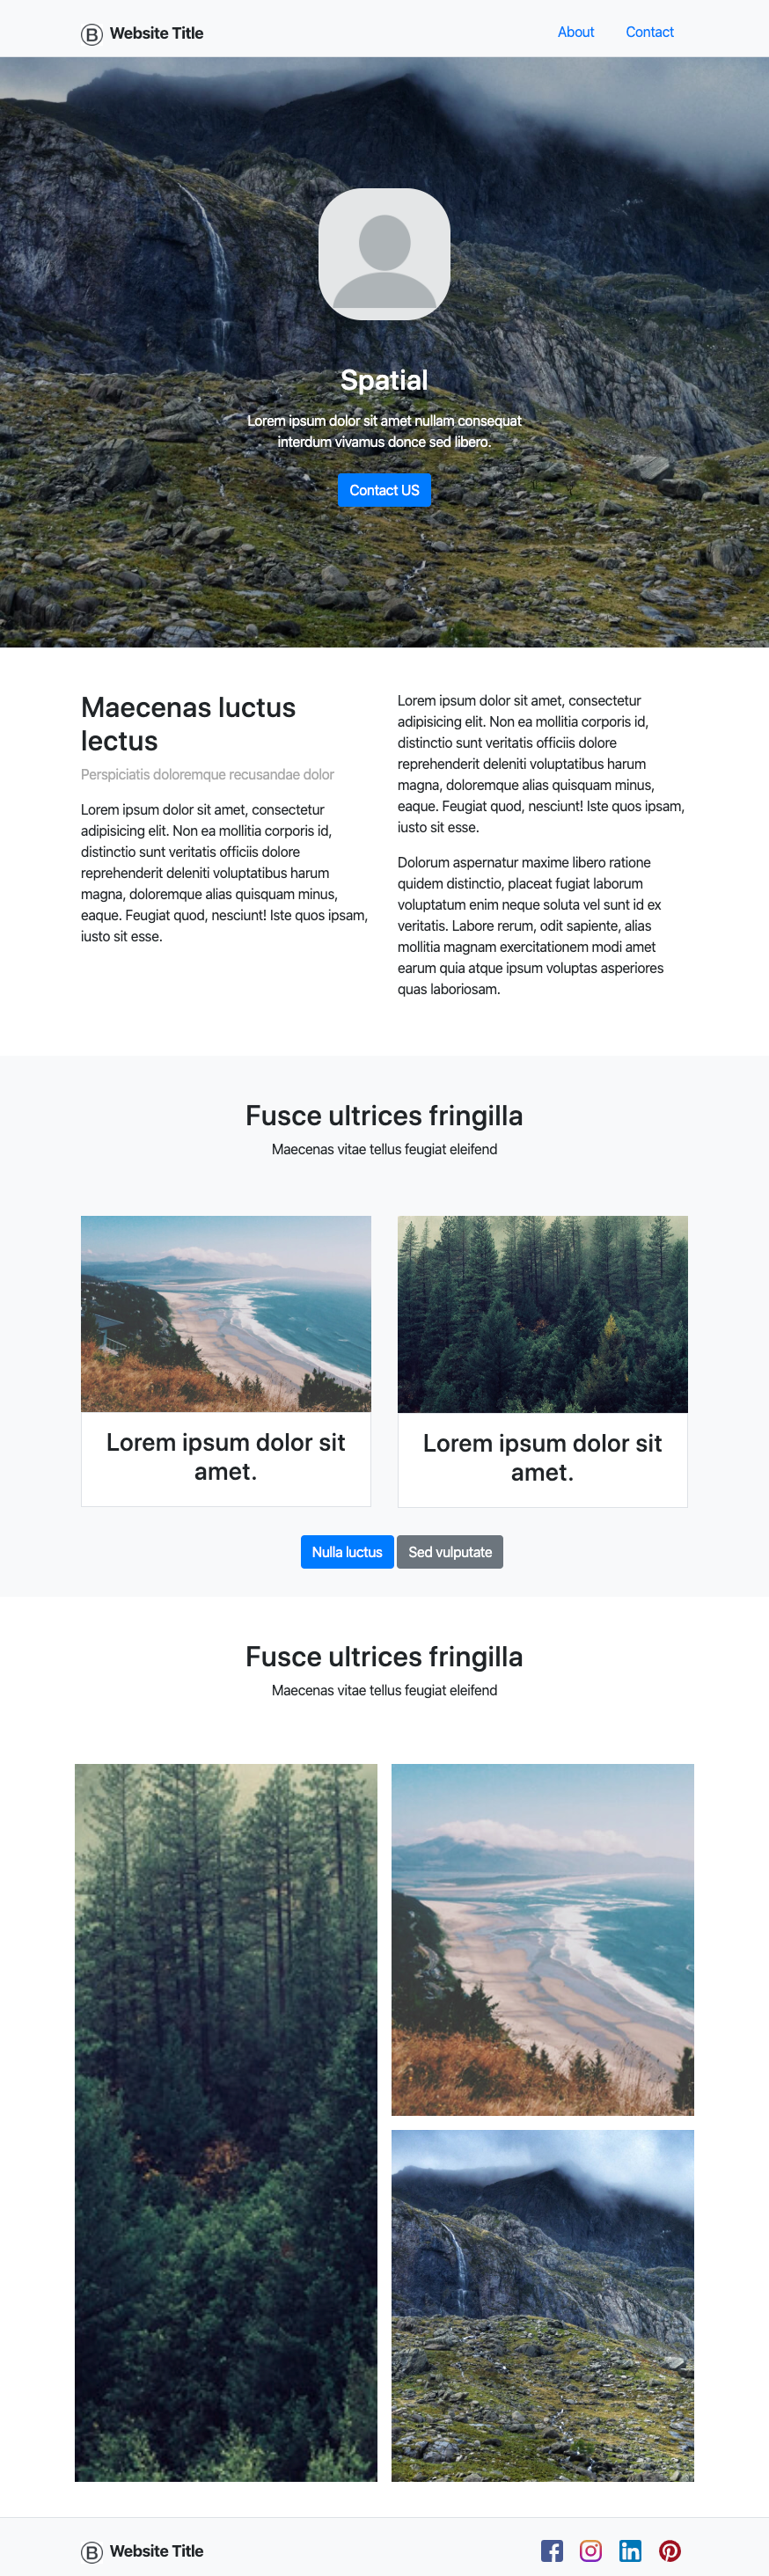 Website Title
About
Contact
Spatial
Lorem ipsum dolor sit amet nullam consequat
interdum vivamus donce sed libero.
Contact US
Maecenas luctus
lectus
Perspiciatis doloremque recusandae dolor
Lorem ipsum dolor sit amet, consectetur
adipisicing elit. Non ea mollitia corporis id,
distinctio sunt veritatis officiis dolore
reprehenderit deleniti voluptatibus harum
magna, doloremque alias quisquam minus,
eaque. Feugiat quod, nesciunt! Iste quos ipsam,
iusto sit esse.
Lorem ipsum dolor sit amet, consectetur
adipisicing elit. Non ea mollitia corporis id,
distinctio sunt veritatis officiis dolore
reprehenderit deleniti voluptatibus harum
magna, doloremque alias quisquam minus,
eaque. Feugiat quod, nesciunt! Iste quos ipsam,
iusto sit esse.
Dolorum aspernatur maxime libero ratione
quidem distinctio, placeat fugiat laborum
voluptatum enim neque soluta vel sunt id ex
veritatis. Labore rerum, odit sapiente, alias
mollitia magnam exercitationem modi amet
earum quia atque ipsum voluptas asperiores
quas laboriosam.
Fusce ultrices fringilla
Maecenas vitae tellus feugiat eleifend
Lorem ipsum dolor sit
amet.
Lorem ipsum dolor sit
amet.
Nulla luctus
Sed vulputate
Fusce ultrices fringilla
Maecenas vitae tellus feugiat eleifend
Website Title